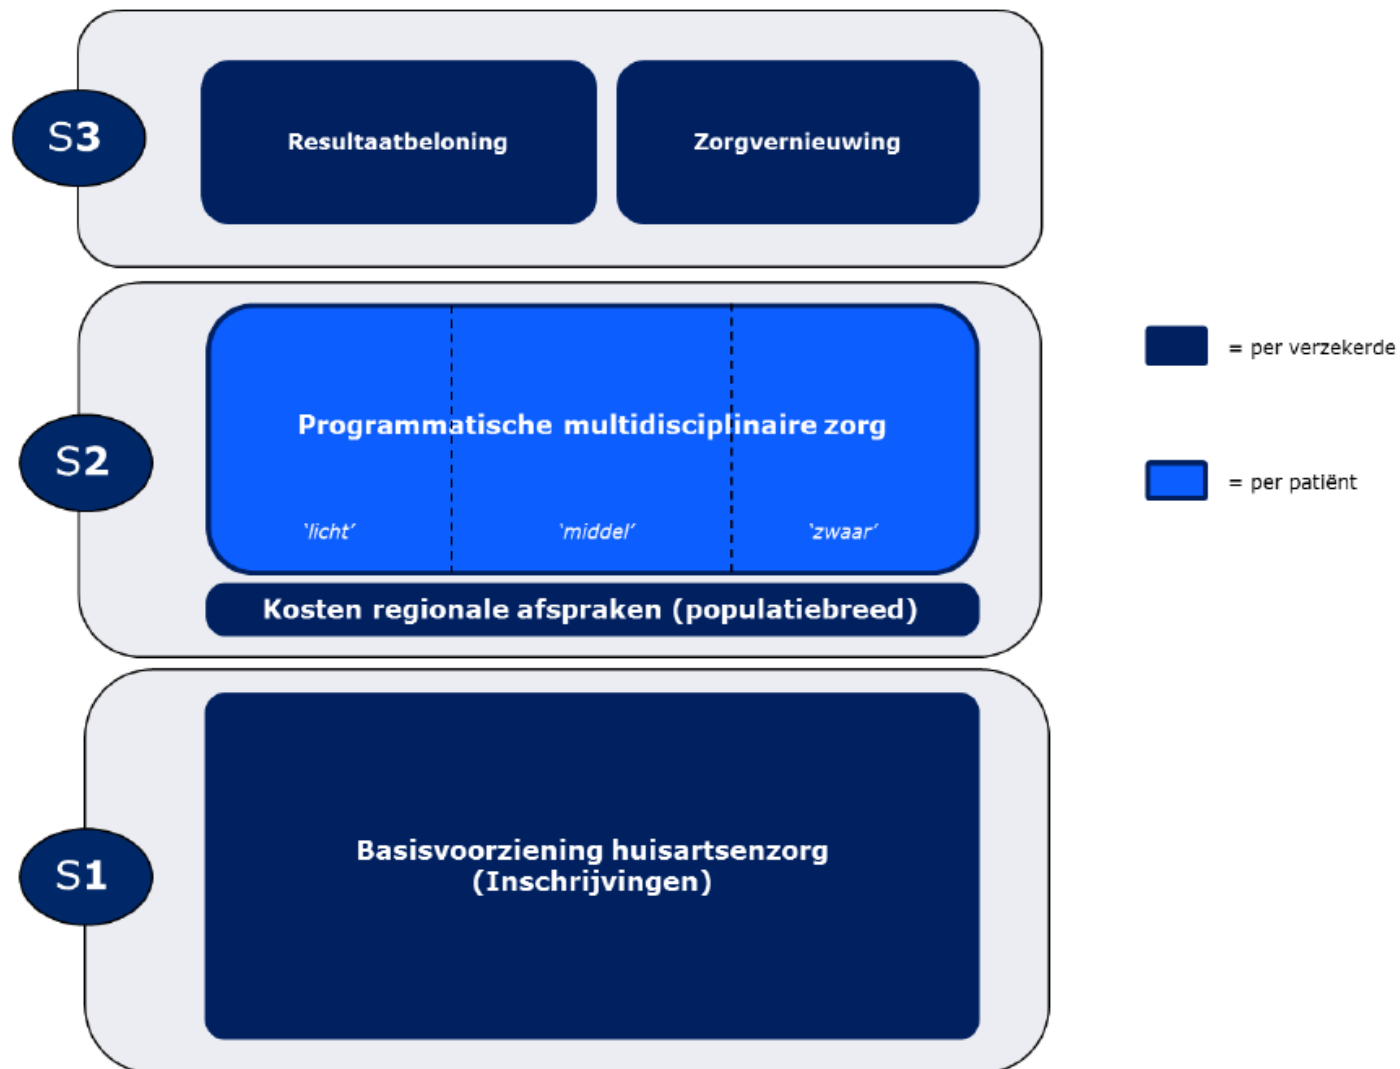 S3
Resultaatbeloning
Zorgvernieuwing
S2
Programmatische multidisciplinaire zorg
‘licht’
‘middel’
‘zwaar’
Kosten regionale afspraken (populatiebreed)
S1
Basisvoorziening huisartsenzorg
(Inschrijvingen)
= per verzekerde
= per patiënt